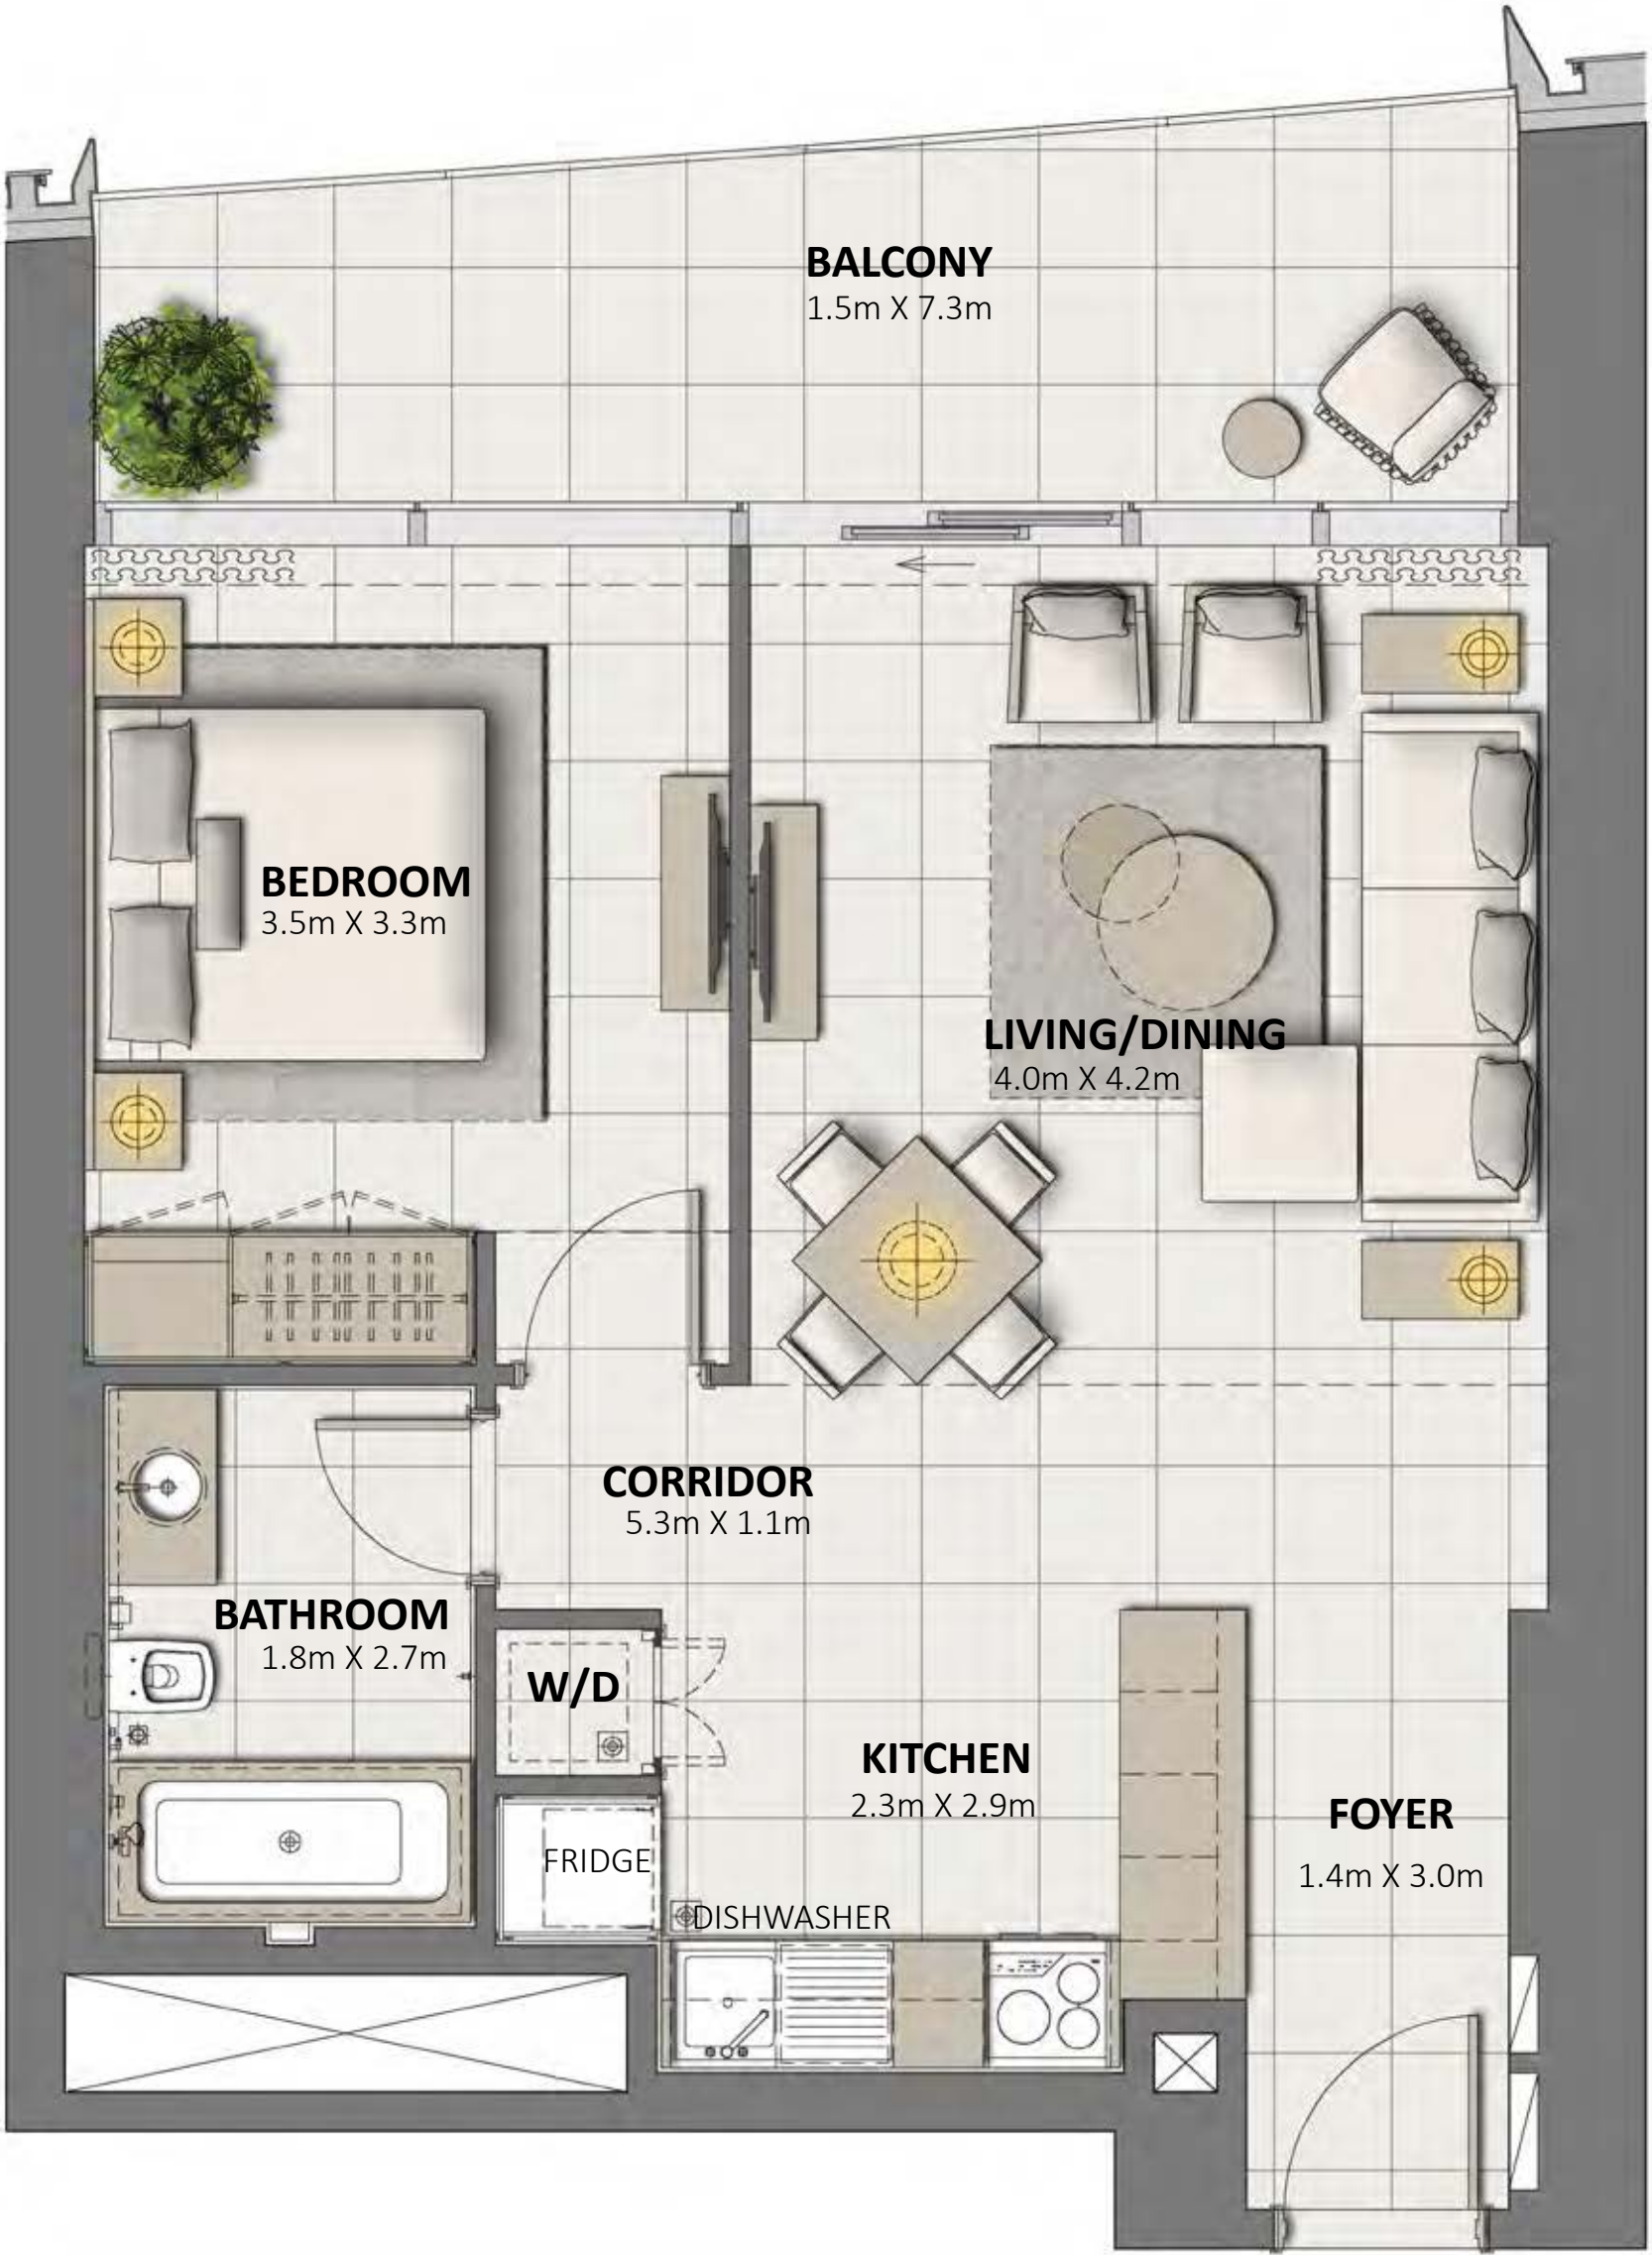 BALCONY
1.5m X 7.3m
BEDROOM
3.5m X 3.3m
LIVING/DINING
4.0m X 4.2m
CORRIDOR
5.3m X 1.1m
BATHROOM
1.8m X 2.7m
W/D
KITCHEN
2.3m X 2.9m
FOYER
1.4m X 3.0m
FRIDGE
DISHWASHER